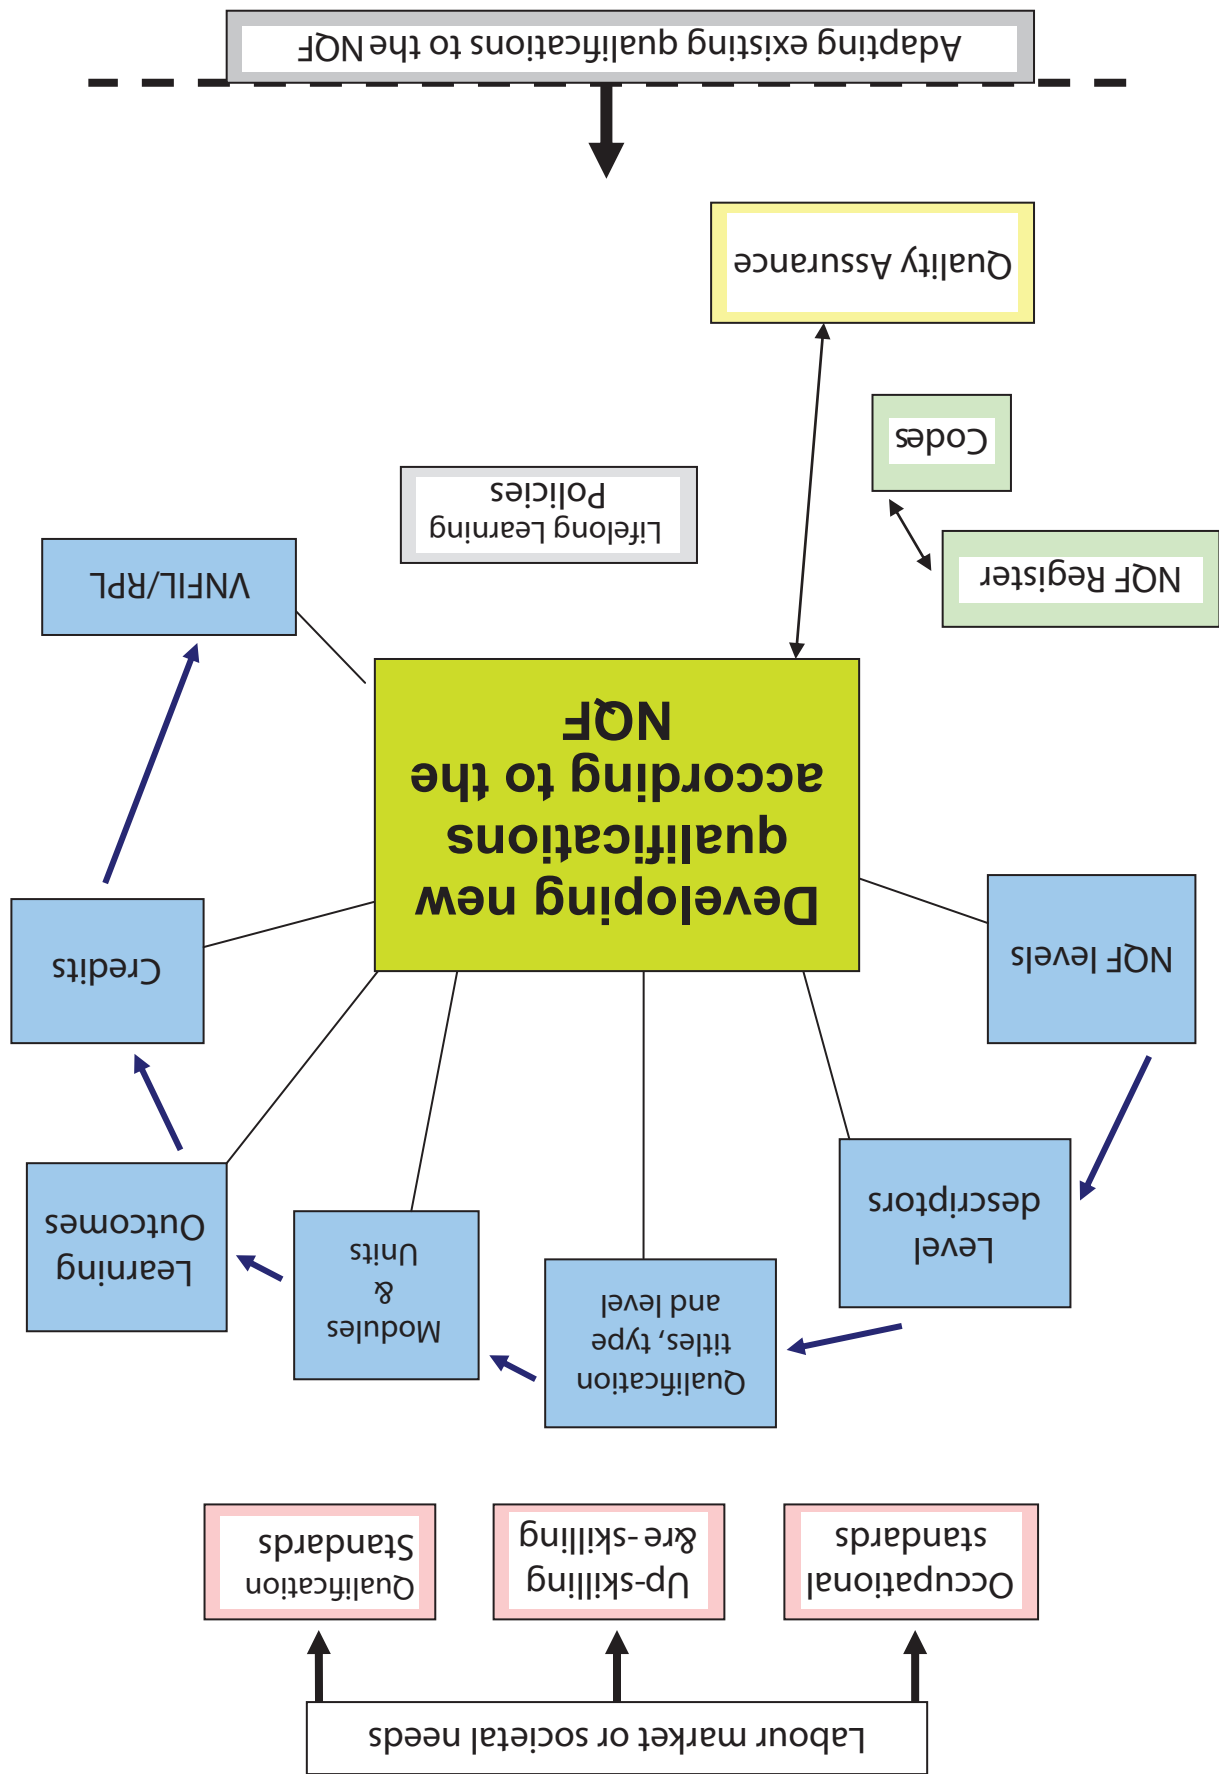 Labour market or societal needs
Occupational
standards
Up-skilling
&re-skilling
Qualification
Standards
Qualification
titles, type
and level
Modules
&
Units
Level
descriptors
Learning
Outcomes
NQF levels
Credits
Developing new
qualifications
according to the
NQF
VNFIL/RPL
NQF Register
Lifelong Learning
Policies
Codes
Quality Assurance
Adapting existing qualifications to the NQF